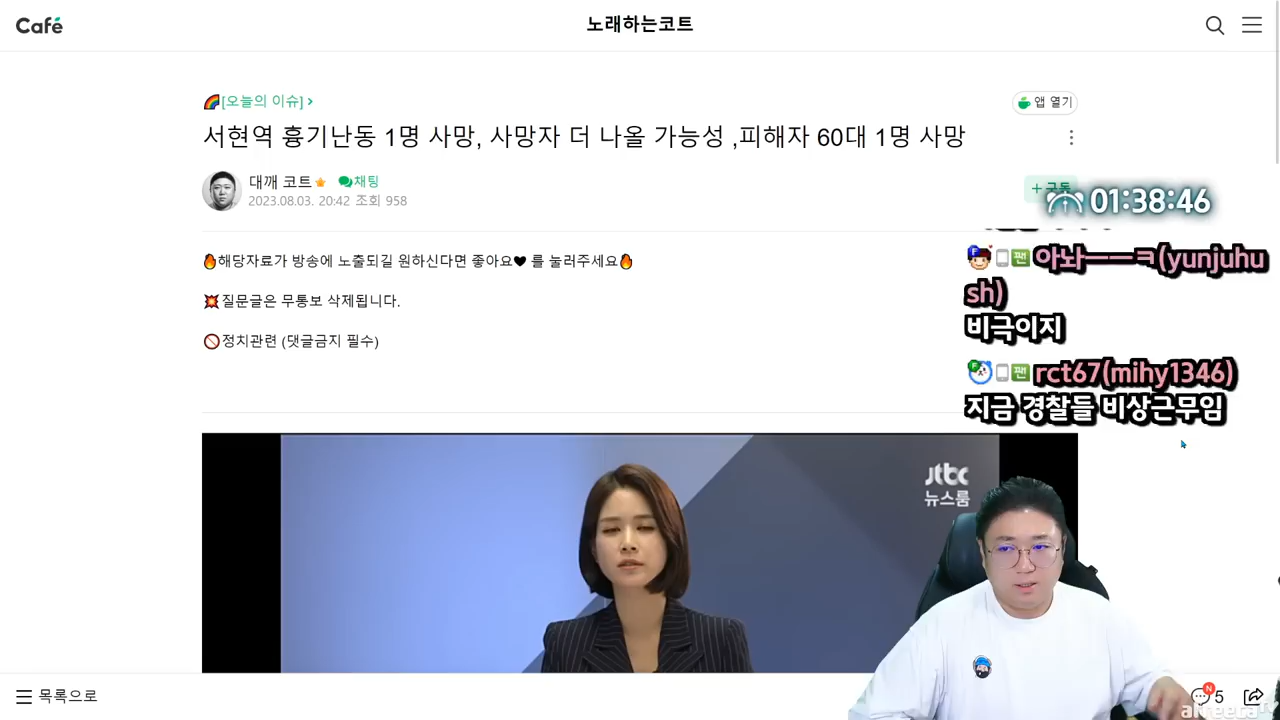 Café
노래하는코트
[오늘의 이슈] >
앱 열기
서현역 흉기난동 1명 사망, 사망자 더 나올 가능성 ,피해자 60대 1명 사망
대깨 코트
채팅
2023.08.03. 20:42 조회 958
+ 구독
01:38:46
해당자료가 방송에 노출되길 원하신다면 좋아요🖤 를 눌러주세요
질문글은 무통보 삭제됩니다.
정치관련 (댓글금지 필수)
F
팬
아놔ㅡㅡㅋ(yunjuhu
sh)
비극이지
F
팬
rct67(mihy1346)
지금 경찰들 비상근무임
jtbc
뉴스룸
목록으로
N
5